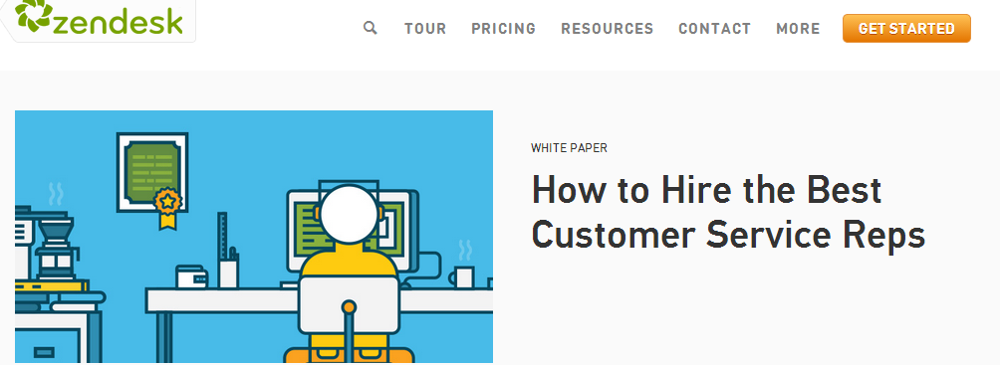 zendesk
TOUR PRICING RESOURCES CONTACT MORE GET STARTED
WHITE PAPER
How to Hire the Best
Customer Service Reps